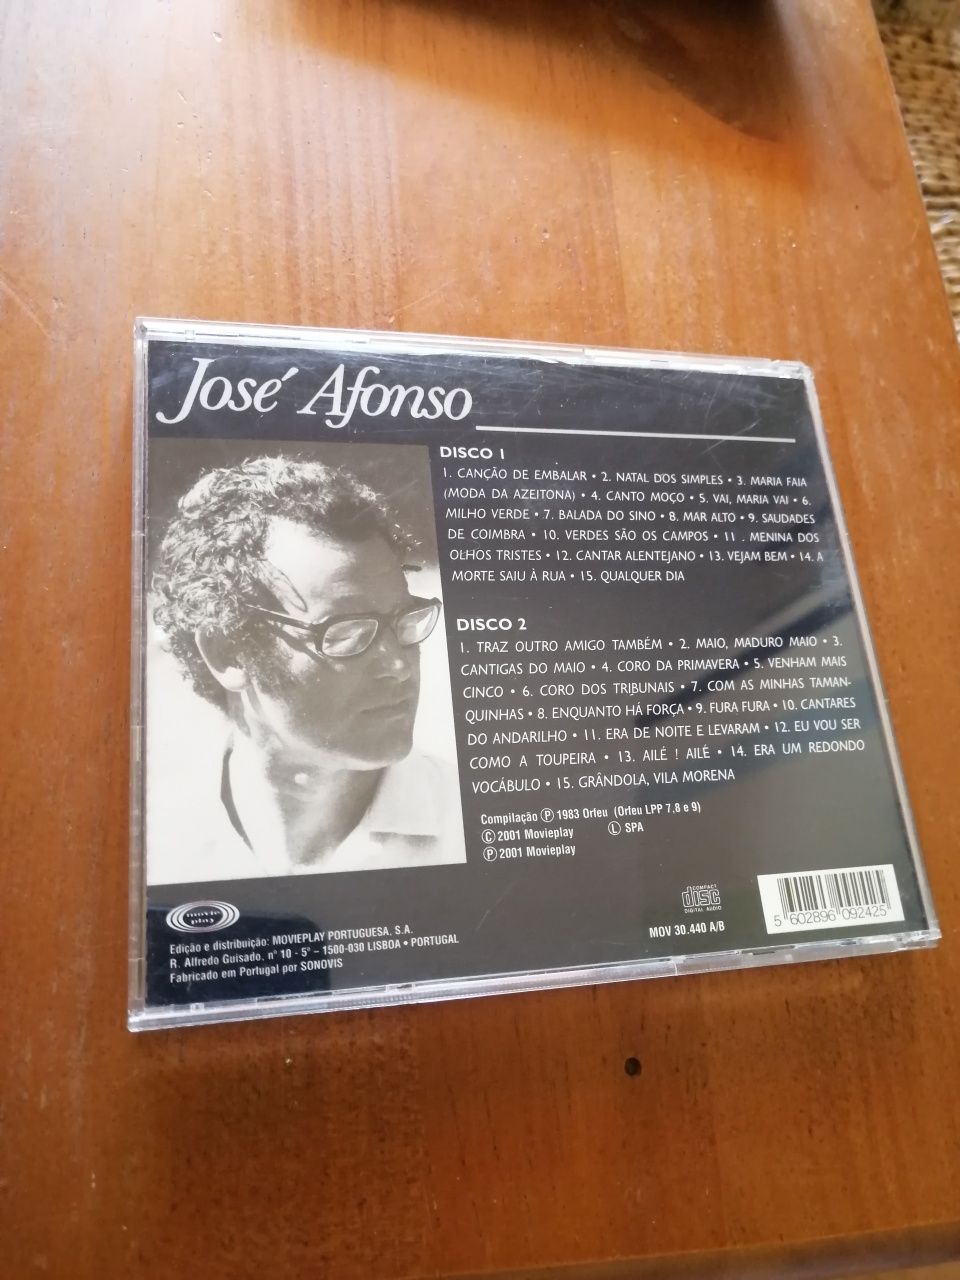 José Afonso
DISCO 1
1. CANÇÃO DE EMBALAR • 2. NATAL DOS SIMPLES • 3. MARIA FAIA
(MODA DA AZEITONA) • 4. CANTO MOÇO • 5. VAI, MARIA VAI • 6.
MILHO VERDE • 7. BALADA DO SINO • 8. MAR ALTO • 9. SAUDADES
DE COIMBRA • 10. VERDES SÃO OS CAMPOS • 11 . MENINA DOS
OLHOS TRISTES • 12. CANTAR ALENTEJANO • 13. VEJAM BEM • 14. A
MORTE SAIU À RUA • 15. QUALQUER DIA
DISCO 2
1. TRAZ OUTRO AMIGO TAMBÉM • 2. MAIO, MADURO MAIO • 3.
CANTIGAS DO MAIO • 4. CORO DA PRIMAVERA • 5. VENHAM MAIS
CINCO • 6. CORO DOS TRIBUNAIS • 7. COM AS MINHAS TAMAN-
QUINHAS • 8. ENQUANTO HÁ FORÇA • 9. FURA FURA • 10. CANTARES
DO ANDARILHO • 11. ERA DE NOITE E LEVARAM • 12. EU VOU SER
COMO A TOUPEIRA • 13. AILÉ ! AILÉ • 14. ERA UM REDONDO
VOCÁBULO • 15. GRÂNDOLA, VILA MORENA
Compilação Ⓟ 1983 Orfeu (Orfeu LPP 7,8 e 9)
Ⓒ 2001 Movieplay Ⓛ SPA
Ⓟ 2001 Movieplay
movie
play
Edição e distribuição: MOVIEPLAY PORTUGUESA, S.A.
R. Alfredo Guisado, nº 10 - 5º – 1500-030 LISBOA • PORTUGAL
Fabricado em Portugal por SONOVIS
COMPACT
disc
DIGITAL AUDIO
MOV 30.440 A/B
5 602896 092425